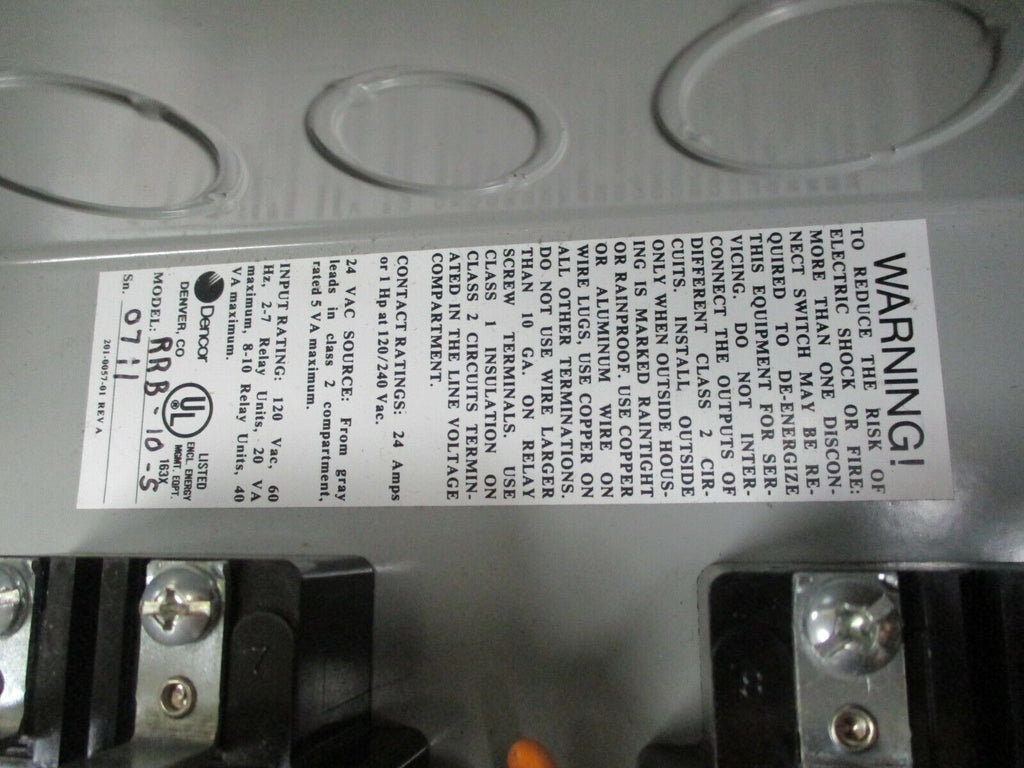 WARNING!
TO REDUCE THE RISK OF
ELECTRIC SHOCK OR FIRE:
MORE THAN ONE DISCON-
NECT SWITCH MAY BE RE-
QUIRED TO DE-ENERGIZE
THIS EQUIPMENT FOR SER-
VICING. DO NOT INTER-
CONNECT THE OUTPUTS OF
DIFFERENT CLASS 2 CIR-
CUITS. INSTALL OUTSIDE
ONLY WHEN OUTSIDE HOUS-
ING IS MARKED RAINTIGHT
OR RAINPROOF. USE COPPER
OR ALUMINUM WIRE ON
WIRE LUGS, USE COPPER ON
ALL OTHER TERMINATIONS.
DO NOT USE WIRE LARGER
THAN 10 GA. ON RELAY
SCREW TERMINALS. USE
CLASS 1 INSULATION ON
CLASS 2 CIRCUITS TERMIN-
ATED IN THE LINE VOLTAGE
COMPARTMENT.
CONTACT RATINGS: 24 Amps
or 1 Hp at 120/240 Vac.
24 VAC SOURCE: From gray
leads in class 2 compartment,
rated 5 VA maximum.
INPUT RATING: 120 Vac, 60
Hz, 2-7 Relay Units, 20 VA
maximum, 8-10 Relay Units, 40
VA maximum.
Dencor
DENVER, CO
UL
LISTED
ENCL. ENERGY
MGMT. EQPT.
163X
MODEL: RRB-10-S
Sn. 0711
201-0057-01 REV A
7